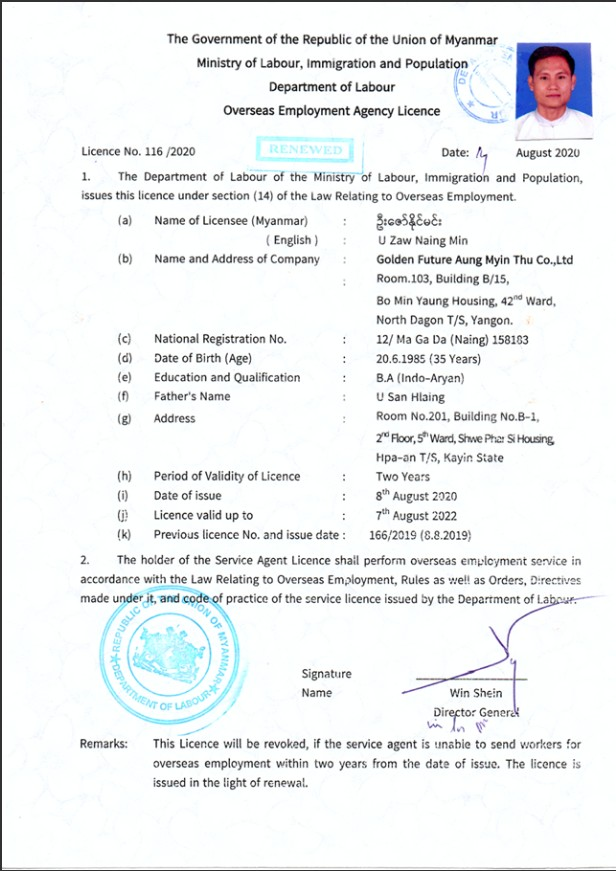 The Government of the Republic of the Union of Myanmar
Ministry of Labour, Immigration and Population
Department of Labour
Overseas Employment Agency Licence
Licence No. 116 /2020
RENEWED
Date: 14 August 2020
1. The Department of Labour of the Ministry of Labour, Immigration and Population,
issues this licence under section (14) of the Law Relating to Overseas Employment.
(a) Name of Licensee (Myanmar) : ဦးဇော်နိုင်မင်း
( English ) : U Zaw Naing Min
(b) Name and Address of Company : Golden Future Aung Myin Thu Co.,Ltd
: Room.103, Building B/15,
Bo Min Yaung Housing, 42nd Ward,
North Dagon T/S, Yangon.
(c) National Registration No. : 12/ Ma Ga Da (Naing) 158183
(d) Date of Birth (Age) : 20.6.1985 (35 Years)
(e) Education and Qualification : B.A (Indo-Aryan)
(f) Father's Name : U San Hlaing
(g) Address : Room No.201, Building No.B-1,
2nd Floor, 5th Ward, Shwe Phar Si Housing,
Hpa-an T/S, Kayin State
(h) Period of Validity of Licence : Two Years
(i) Date of issue : 8th August 2020
(j) Licence valid up to : 7th August 2022
(k) Previous licence No. and issue date : 166/2019 (8.8.2019)
2. The holder of the Service Agent Licence shall perform overseas employment service in
accordance with the Law Relating to Overseas Employment, Rules as well as Orders, Directives
made under it, and code of practice of the service licence issued by the Department of Labour.
REPUBLIC OF THE UNION OF MYANMAR
DEPARTMENT OF LABOUR
Signature
Name Win Shein
Director General
Remarks: This Licence will be revoked, if the service agent is unable to send workers for
overseas employment within two years from the date of issue. The licence is
issued in the light of renewal.